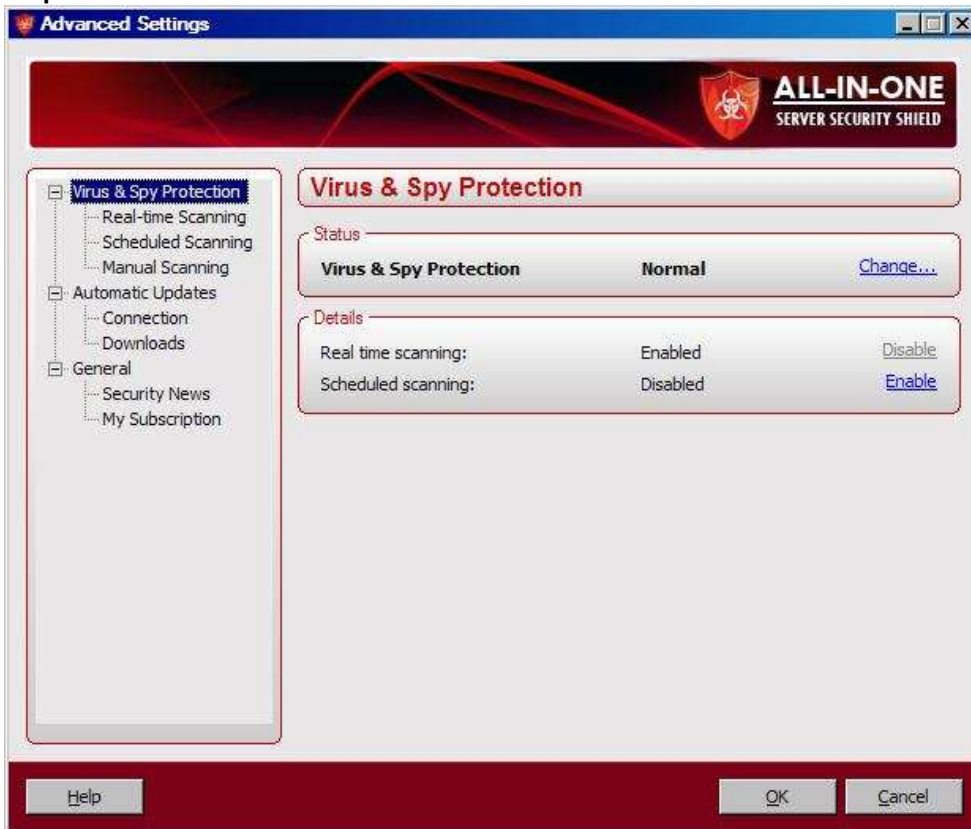 Advanced Settings
ALL-IN-ONE
SERVER SECURITY SHIELD
Virus & Spy Protection
Real-time Scanning
Scheduled Scanning
Manual Scanning
Automatic Updates
Connection
Downloads
General
Security News
My Subscription
Virus & Spy Protection
Status
Virus & Spy Protection Normal Change...
Details
Real time scanning: Enabled Disable
Scheduled scanning: Disabled Enable
Help OK Cancel